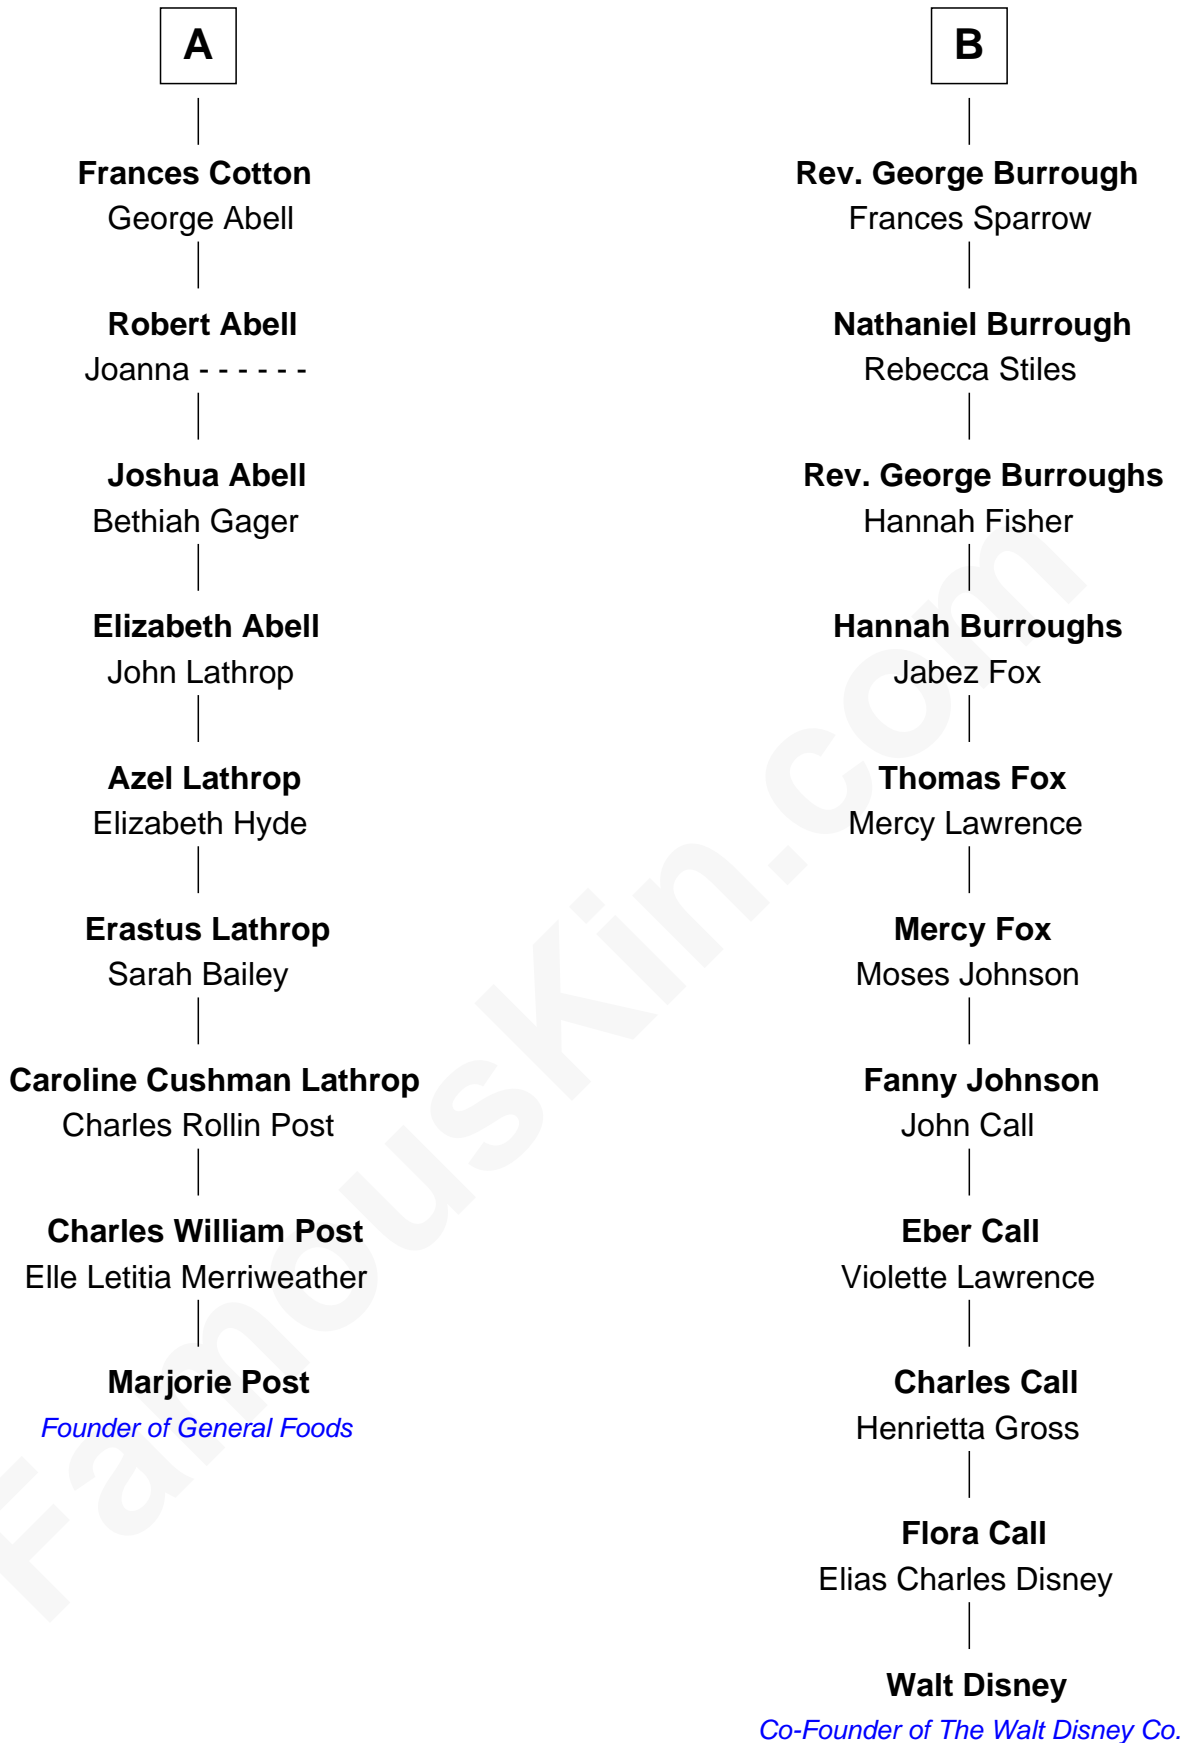 A
Frances Cotton
George Abell
Robert Abell
Joanna - - - - - -
Joshua Abell
Bethiah Gager
Elizabeth Abell
John Lathrop
Azel Lathrop
Elizabeth Hyde
Erastus Lathrop
Sarah Bailey
Caroline Cushman Lathrop
Charles Rollin Post
Charles William Post
Elle Letitia Merriweather
Marjorie Post
Founder of General Foods
B
Rev. George Burrough
Frances Sparrow
Nathaniel Burrough
Rebecca Stiles
Rev. George Burroughs
Hannah Fisher
Hannah Burroughs
Jabez Fox
Thomas Fox
Mercy Lawrence
Mercy Fox
Moses Johnson
Fanny Johnson
John Call
Eber Call
Violette Lawrence
Charles Call
Henrietta Gross
Flora Call
Elias Charles Disney
Walt Disney
Co-Founder of The Walt Disney Co.
FamousKin.com